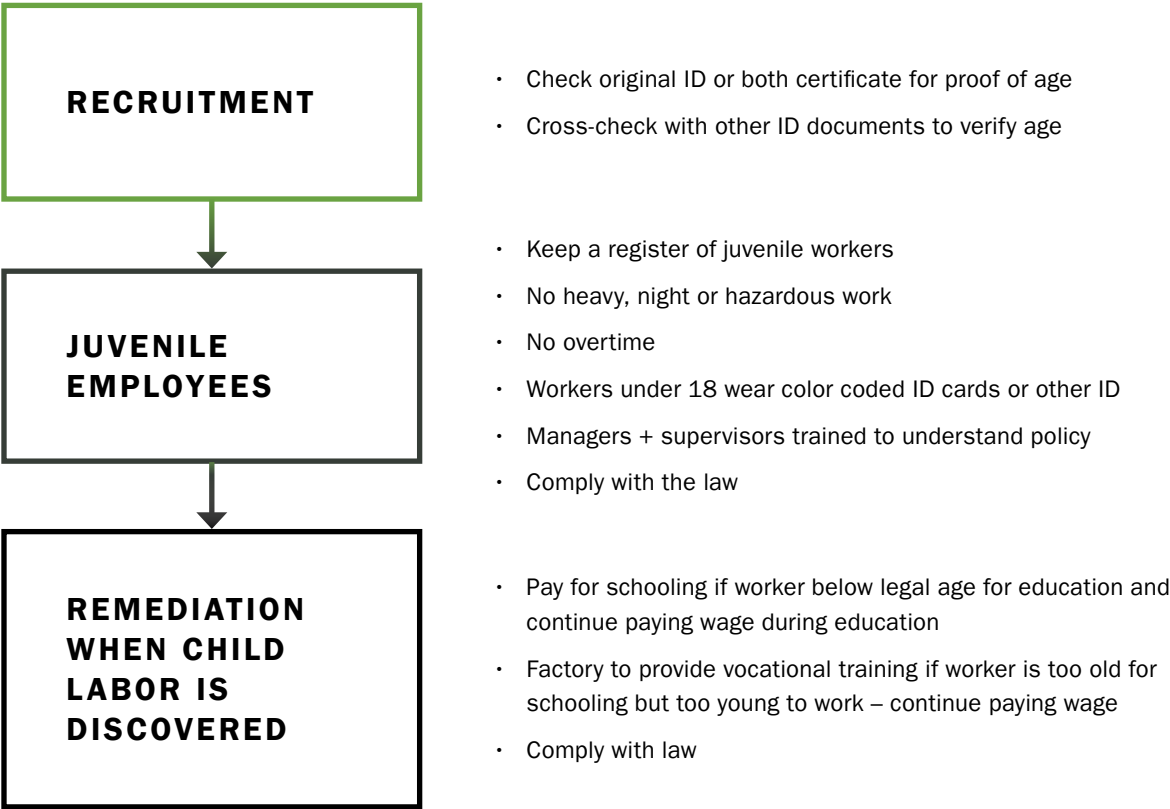 RECRUITMENT
• Check original ID or both certificate for proof of age
• Cross-check with other ID documents to verify age
JUVENILE
EMPLOYEES
• Keep a register of juvenile workers
• No heavy, night or hazardous work
• No overtime
• Workers under 18 wear color coded ID cards or other ID
• Managers + supervisors trained to understand policy
• Comply with the law
REMEDIATION
WHEN CHILD
LABOR IS
DISCOVERED
• Pay for schooling if worker below legal age for education and
continue paying wage during education
• Factory to provide vocational training if worker is too old for
schooling but too young to work – continue paying wage
• Comply with law